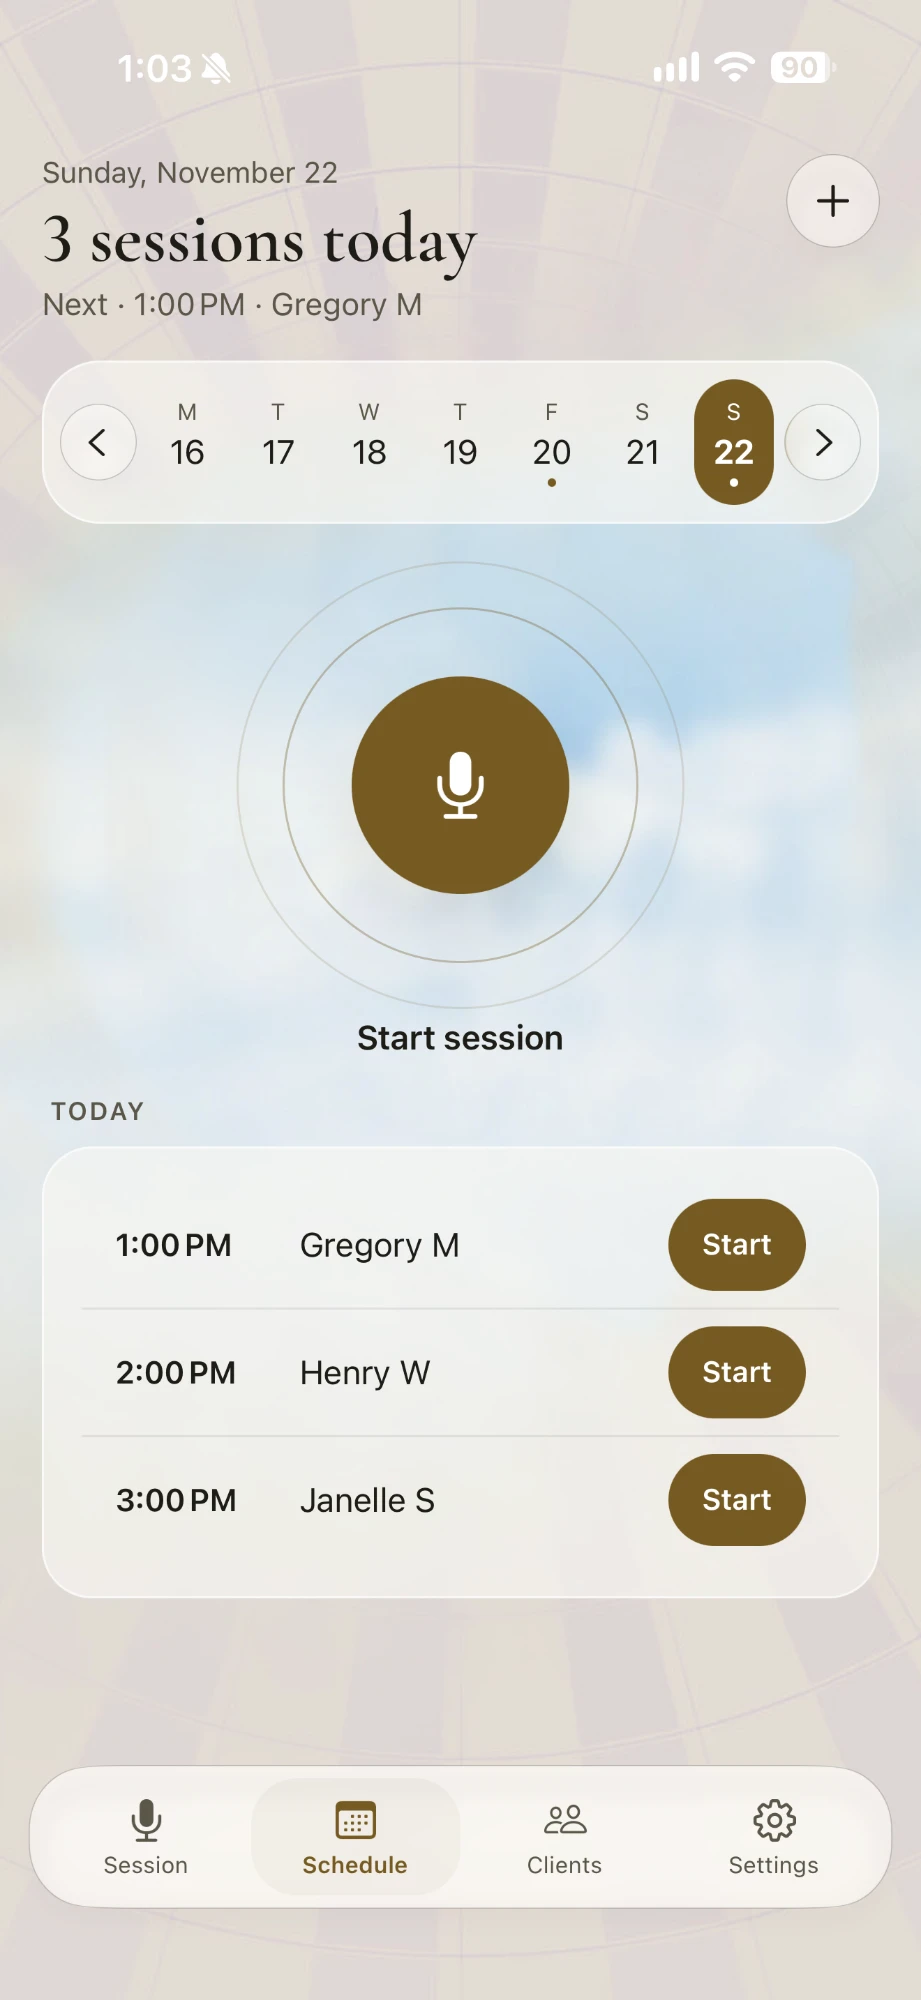 1:03 90
Sunday, November 22
3 sessions today
Next · 1:00 PM · Gregory M
M T W T F S S
16 17 18 19 20 21 22
Start session
TODAY
1:00 PM Gregory M Start
2:00 PM Henry W Start
3:00 PM Janelle S Start
Session Schedule Clients Settings